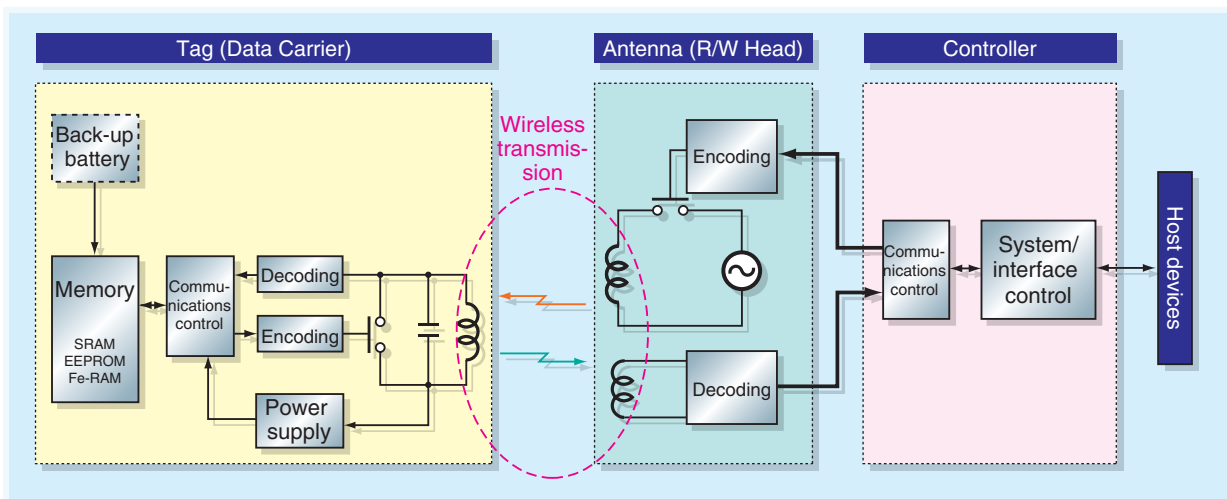 Tag (Data Carrier)
Antenna (R/W Head)
Controller
Back-up
battery
Wireless
transmis-
sion
Encoding
Memory
SRAM
EEPROM
Fe-RAM
Commu-
nications
control
Decoding
Encoding
Power
supply
Decoding
Commu-
nications
control
System/
interface
control
Host devices